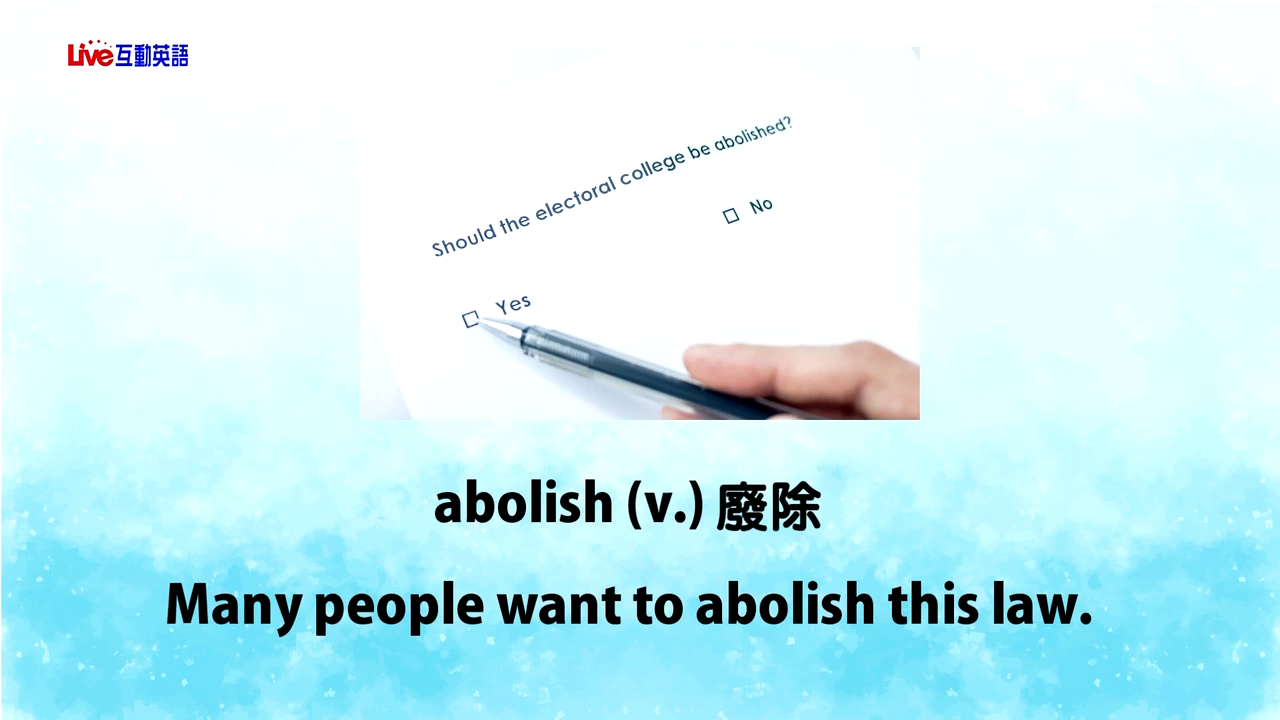 Live互動英語
Should the electoral college be abolished?
No
Yes
abolish (v.) 廢除
Many people want to abolish this law.